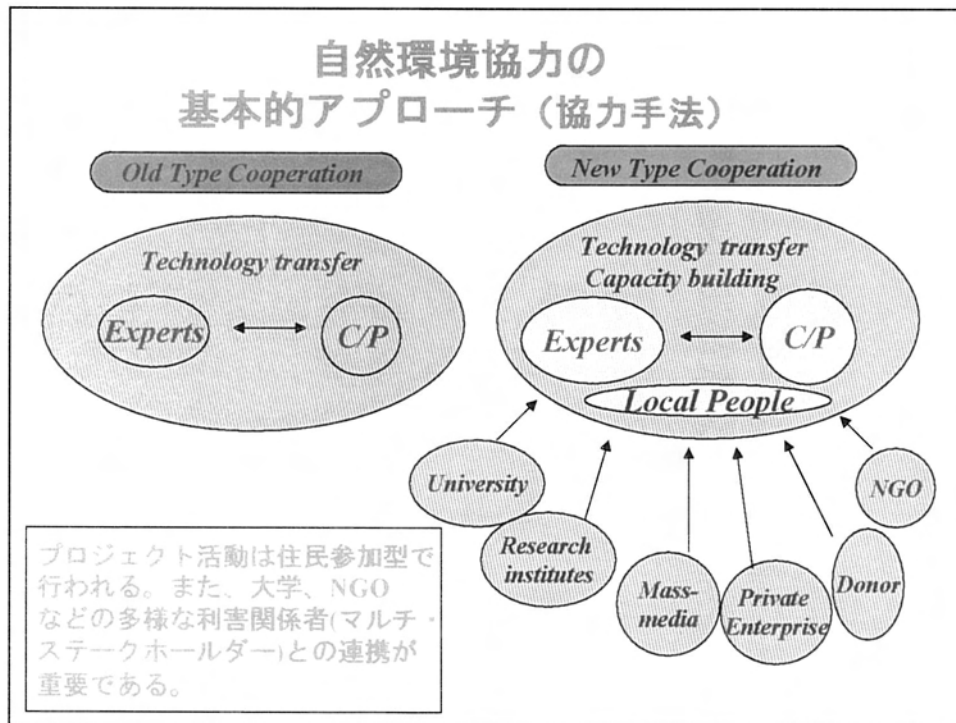 自然環境協力の
基本的アプローチ（協力手法）
Old Type Cooperation
New Type Cooperation
Technology transfer
Experts
C/P
Technology transfer
Capacity building
Experts
C/P
Local People
University
Research
institutes
Mass-
media
Private
Enterprise
Donor
NGO
プロジェクト活動は住民参加型で
行われる。また、大学、NGO
などの多様な利害関係者(マルチ・
ステークホールダー)との連携が
重要である。